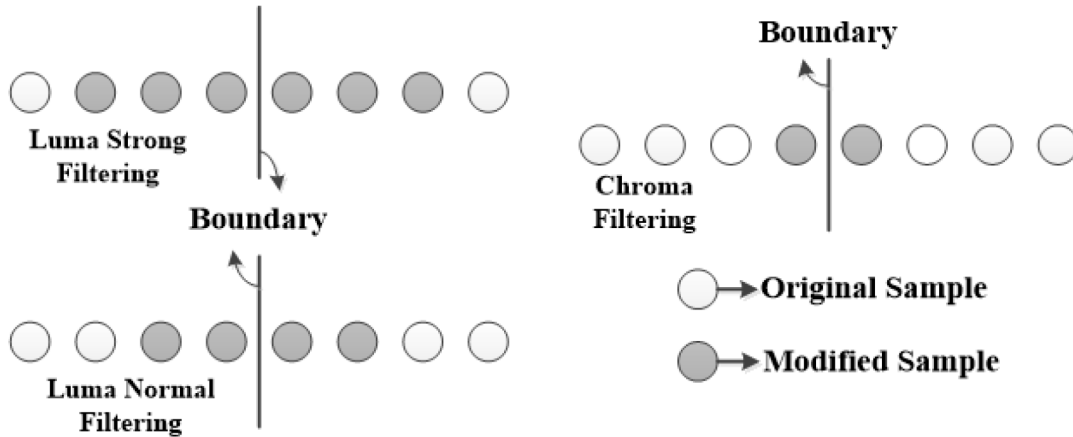 Luma Strong
Filtering
Boundary
Luma Normal
Filtering
Boundary
Chroma
Filtering
Original Sample
Modified Sample